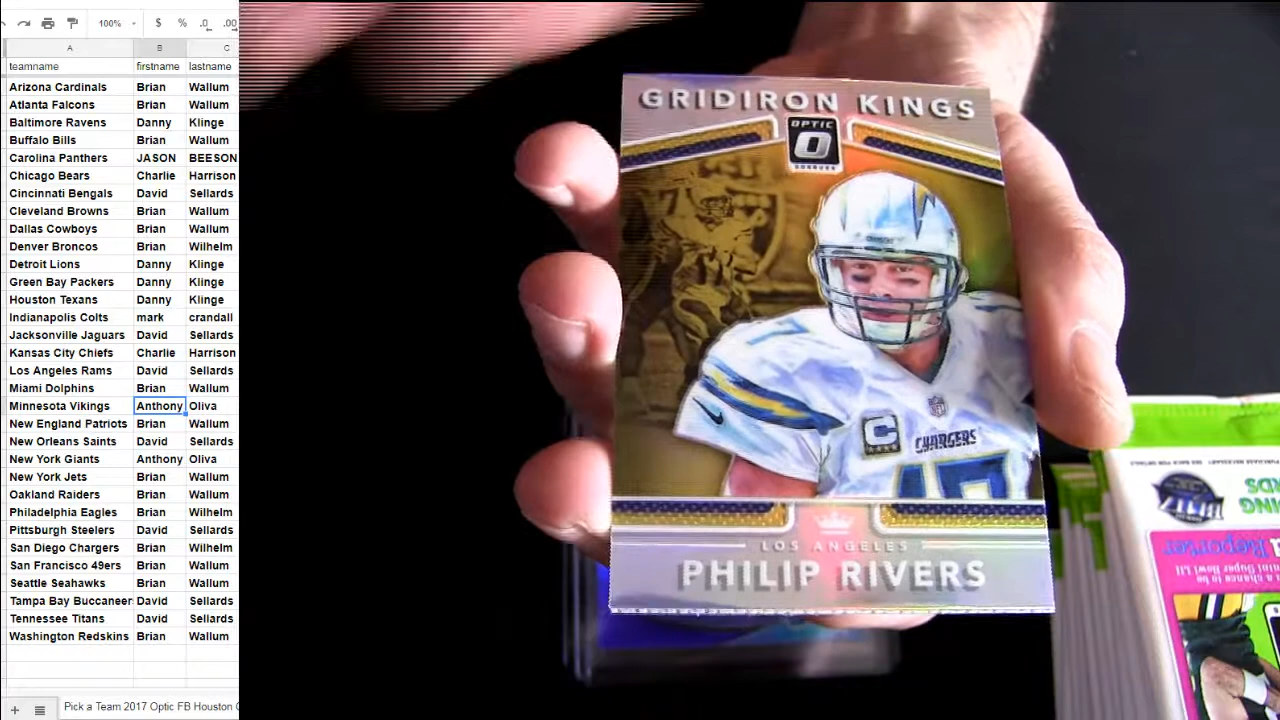 100%
$ % .0 .00
A B C
teamname firstname lastname
Arizona Cardinals Brian Wallum
Atlanta Falcons Brian Wallum
Baltimore Ravens Danny Klinge
Buffalo Bills Brian Wallum
Carolina Panthers JASON BEESON
Chicago Bears Charlie Harrison
Cincinnati Bengals David Sellards
Cleveland Browns Brian Wallum
Dallas Cowboys Brian Wallum
Denver Broncos Brian Wilhelm
Detroit Lions Danny Klinge
Green Bay Packers Danny Klinge
Houston Texans Danny Klinge
Indianapolis Colts mark crandall
Jacksonville Jaguars David Sellards
Kansas City Chiefs Charlie Harrison
Los Angeles Rams David Sellards
Miami Dolphins Brian Wallum
Minnesota Vikings Anthony Oliva
New England Patriots Brian Wallum
New Orleans Saints David Sellards
New York Giants Anthony Oliva
New York Jets Brian Wallum
Oakland Raiders Brian Wallum
Philadelphia Eagles Brian Wilhelm
Pittsburgh Steelers David Sellards
San Diego Chargers Brian Wilhelm
San Francisco 49ers Brian Wallum
Seattle Seahawks Brian Wallum
Tampa Bay Buccaneer David Sellards
Tennessee Titans David Sellards
Washington Redskins Brian Wallum
Pick a Team 2017 Optic FB Houston
GRIDIRON KINGS
OPTIC
DONRUSS
7
C
CHARGERS
17
LOS ANGELES
PHILIP RIVERS
BLITZ